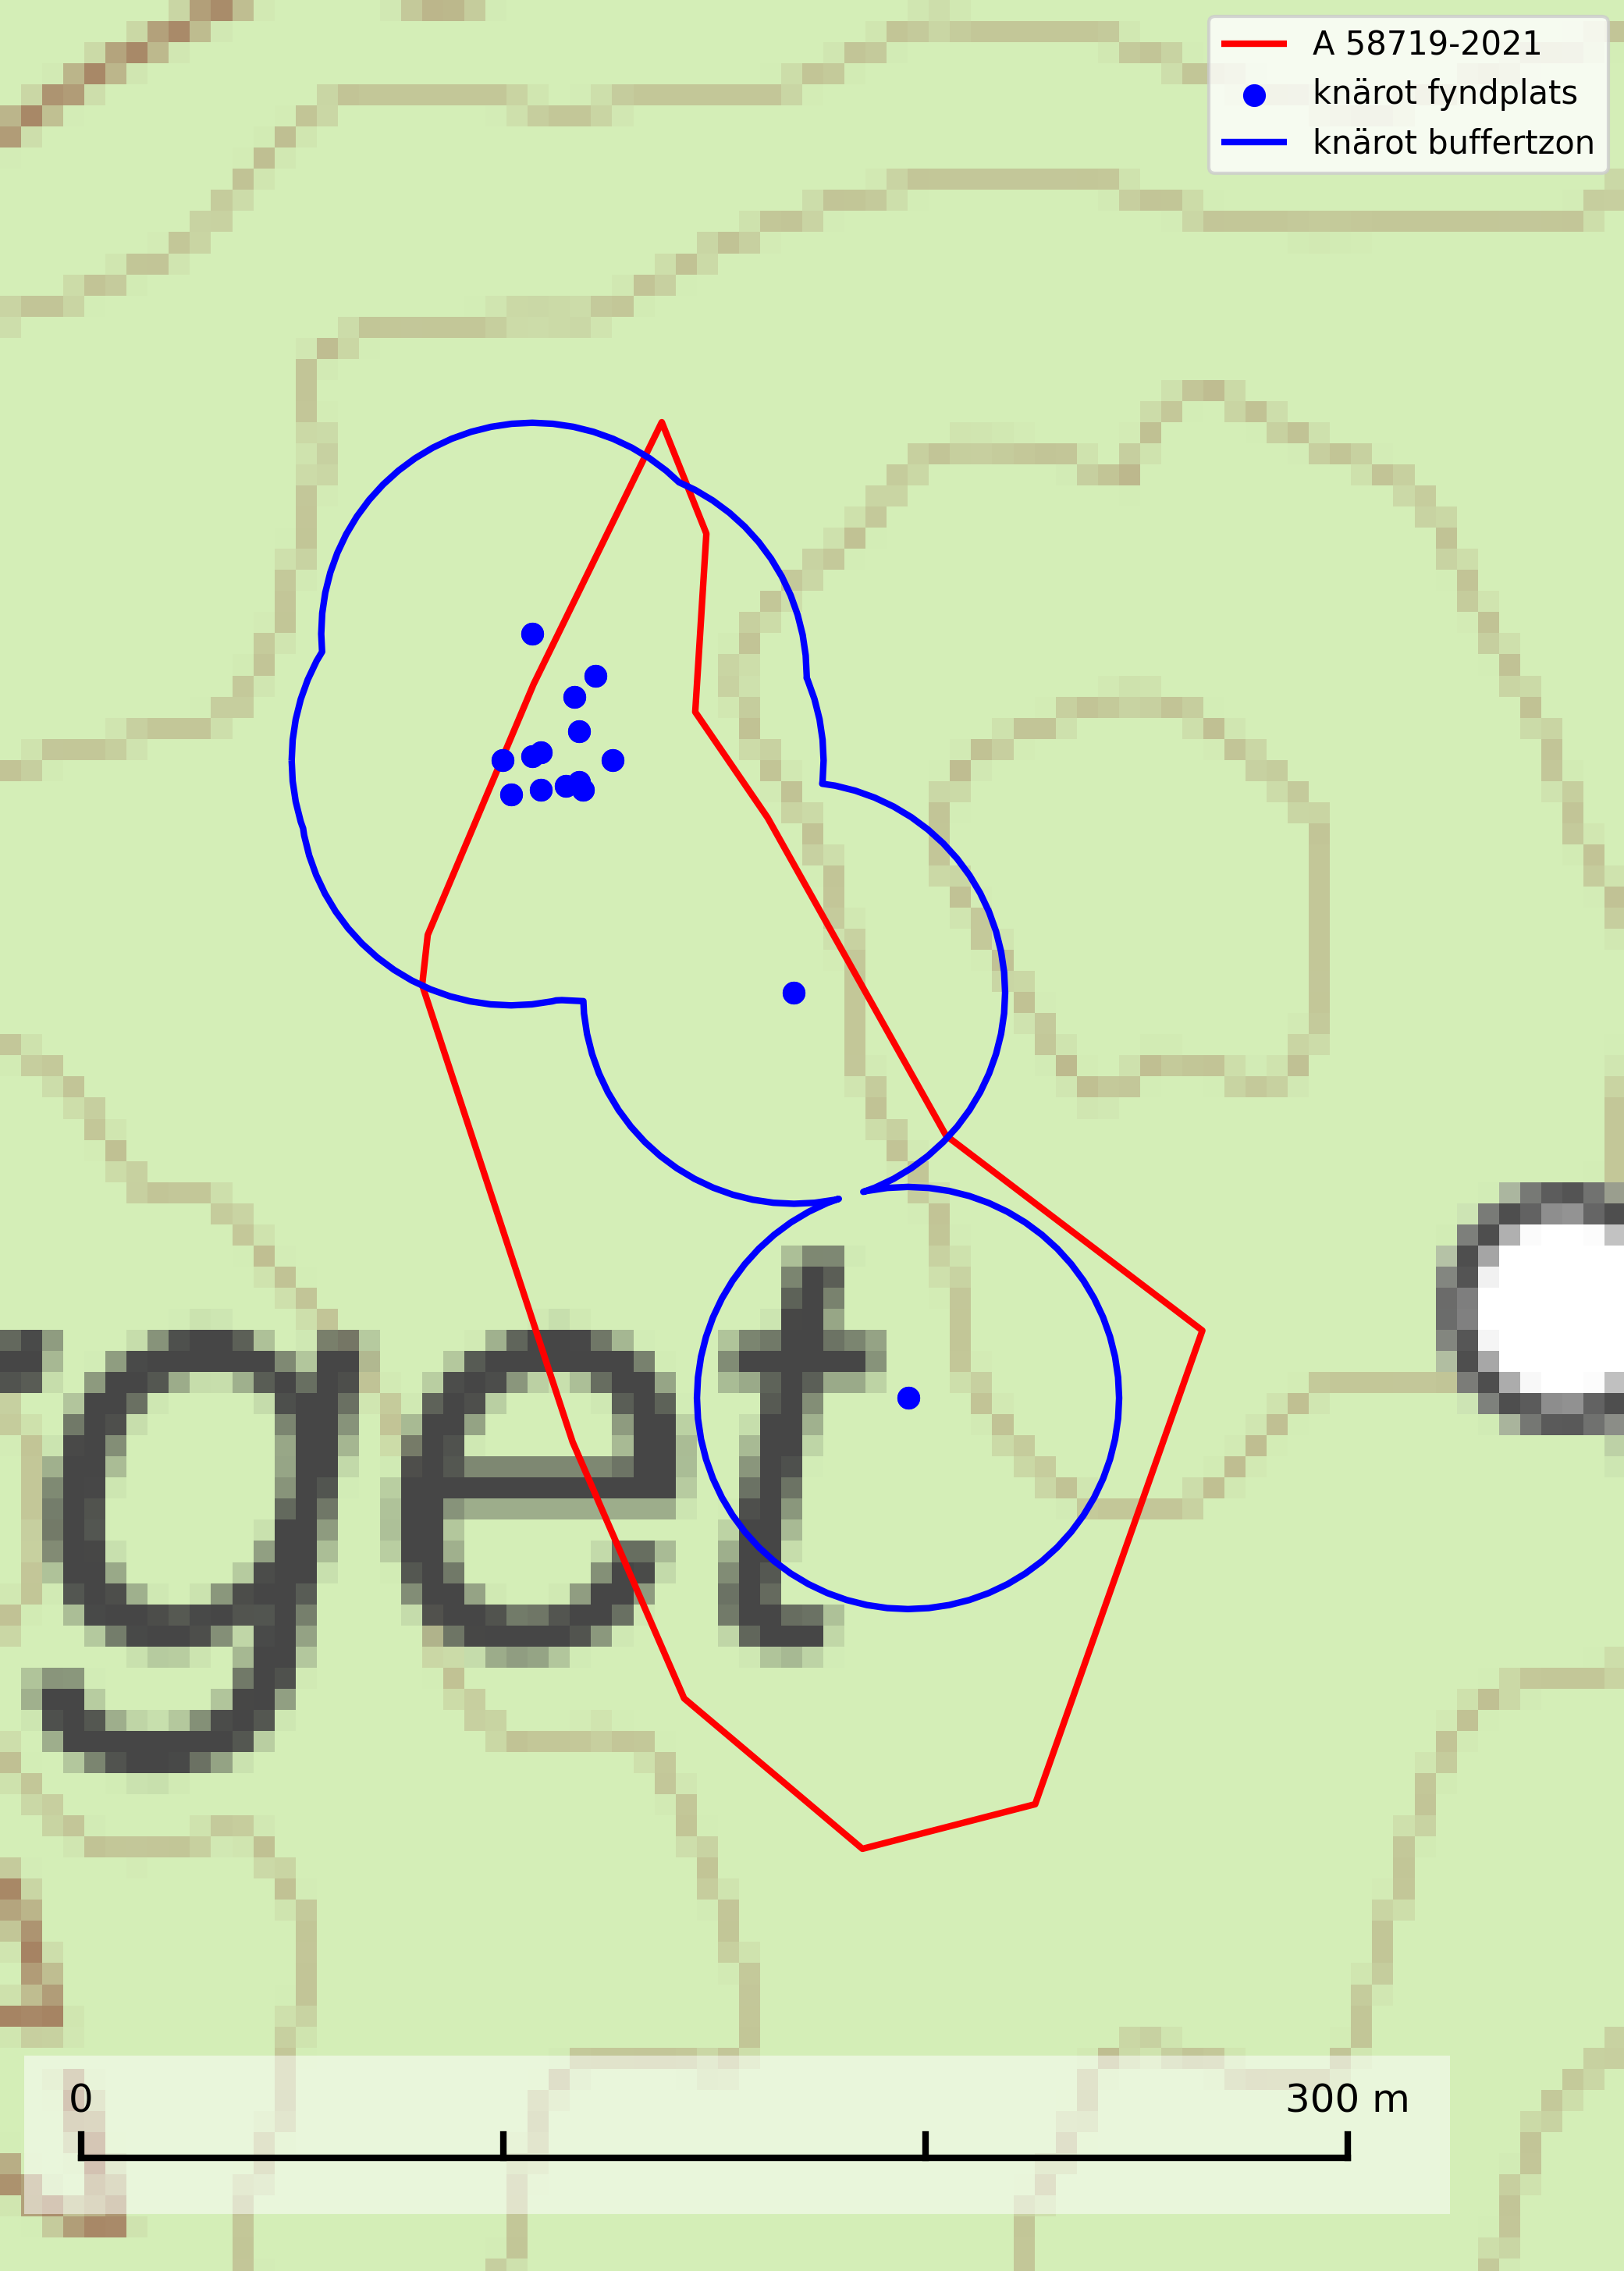 A 58719-2021
knärot fyndplats
knärot buffertzon
get
0 300 m